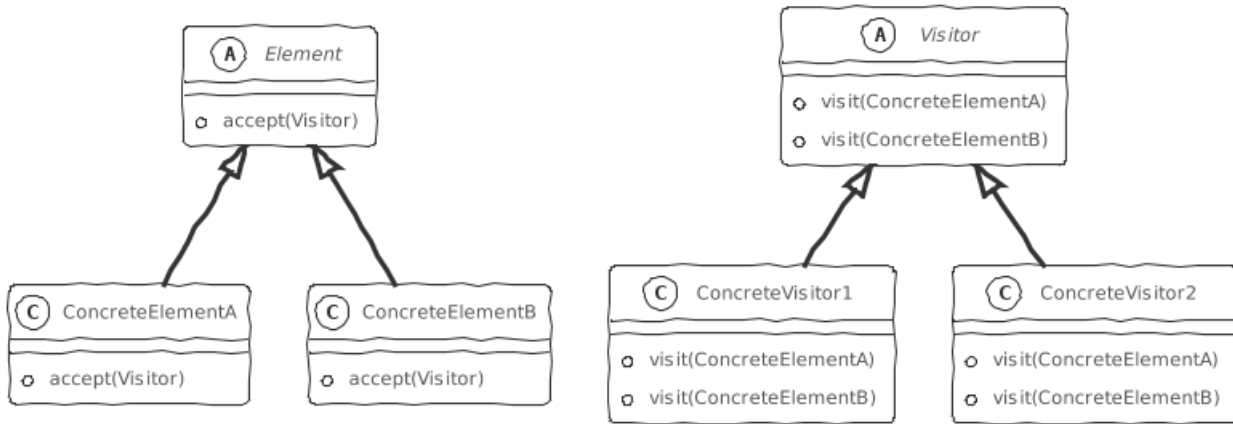 A Element
accept(Visitor)
C ConcreteElementA
accept(Visitor)
C ConcreteElementB
accept(Visitor)
A Visitor
visit(ConcreteElementA)
visit(ConcreteElementB)
C ConcreteVisitor1
visit(ConcreteElementA)
visit(ConcreteElementB)
C ConcreteVisitor2
visit(ConcreteElementA)
visit(ConcreteElementB)